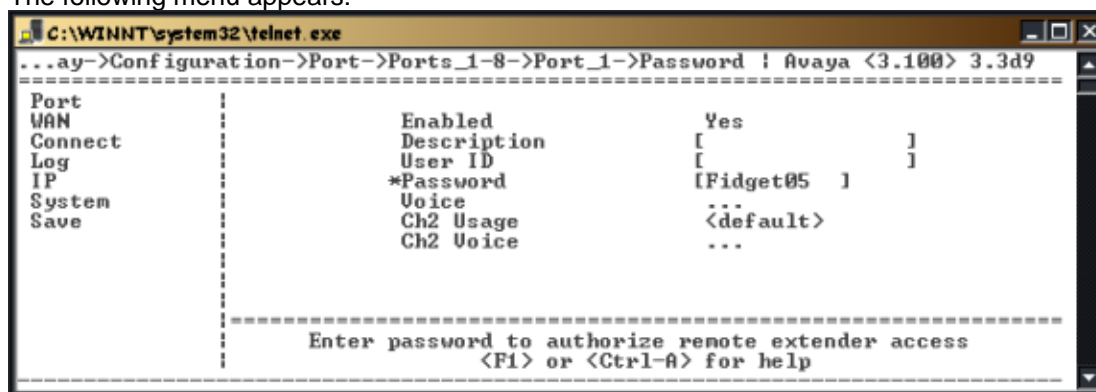 The following menu appears:
C:\WINNT\system32\telnet.exe
...ay->Configuration->Port->Ports_1-8->Port_1->Password | Avaya <3.100> 3.3d9
Port
WAN Enabled Yes
Connect Description [ ]
Log User ID [ ]
IP *Password [Fidget05 ]
System Voice ...
Save Ch2 Usage <default>
Ch2 Voice ...
Enter password to authorize remote extender access
<F1> or <Ctrl-A> for help